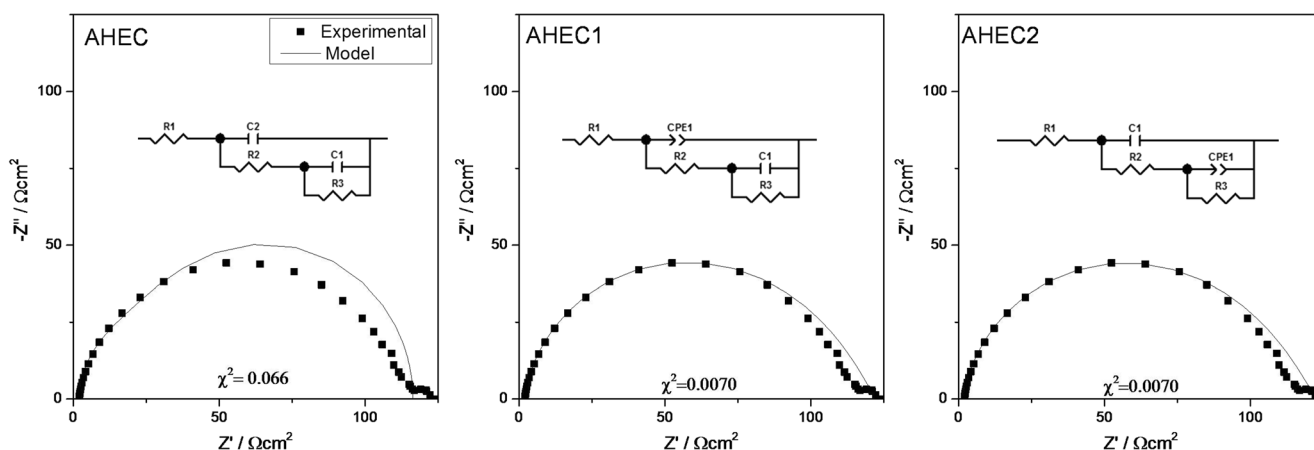 AHEC
■ Experimental
— Model
R1
C2
R2
C1
R3
100
50
0
-Z'' / Ωcm²
χ²= 0.066
0
50
100
Z' / Ωcm²
AHEC1
R1
CPE1
R2
C1
R3
100
50
0
-Z'' / Ωcm²
χ²=0.0070
0
50
100
Z' / Ωcm²
AHEC2
R1
C1
R2
CPE1
R3
100
50
0
-Z'' / Ωcm²
χ²=0.0070
0
50
100
Z' / Ωcm²